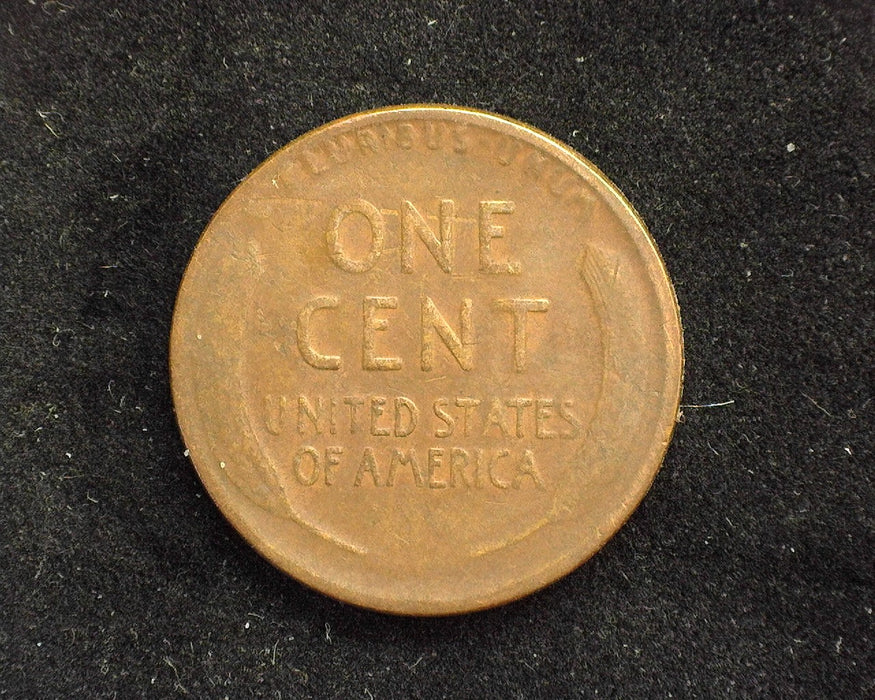 PLURIBUS · UNUM
ONE
CENT
UNITED STATES
OF AMERICA